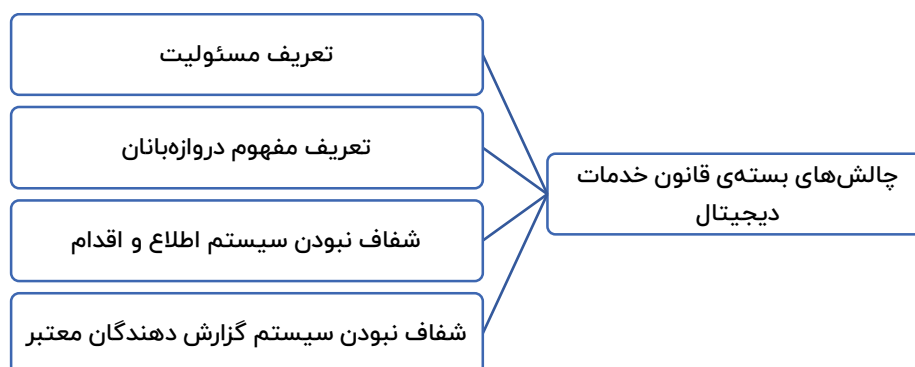 چالش‌های بسته‌ی قانون خدمات
دیجیتال
تعریف مسئولیت
تعریف مفهوم دروازه‌بانان
شفاف نبودن سیستم اطلاع و اقدام
شفاف نبودن سیستم گزارش دهندگان معتبر